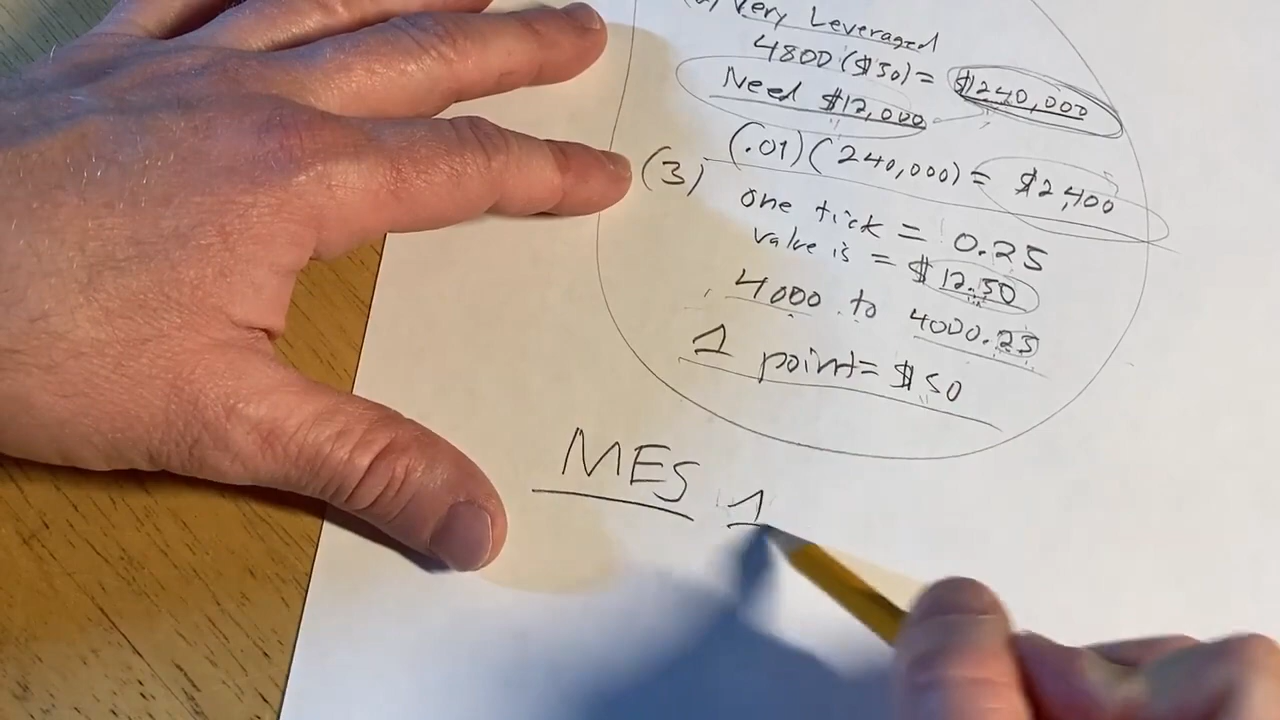 Very Leveraged
4800 ($50) = $240,000
Need $12,000
(.01)(240,000) = $2,400
(3) one tick = 0.25
value is = $12.50
4000 to 4000.25
1 point = $50
MES 1